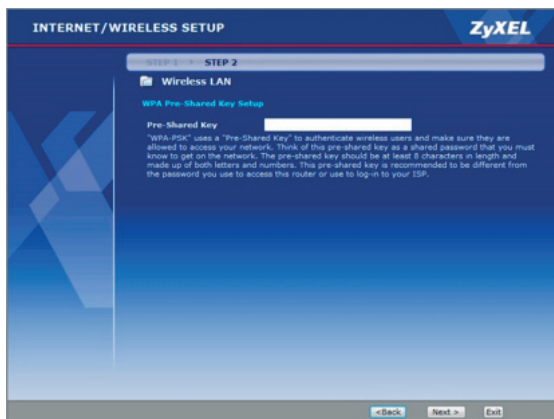 INTERNET/WIRELESS SETUP
ZyXEL
STEP 1 > STEP 2
Wireless LAN
WPA Pre-Shared Key Setup
Pre-Shared Key
"WPA-PSK" uses a "Pre-Shared Key" to authenticate wireless users and make sure they are
allowed to access your network. Think of this pre-shared key as a shared password that you must
know to get on the network. The pre-shared key should be at least 8 characters in length and
made up of both letters and numbers. This pre-shared key is recommended to be different from
the password you use to access this router or use to log-in to your ISP.
<Back
Next >
Exit